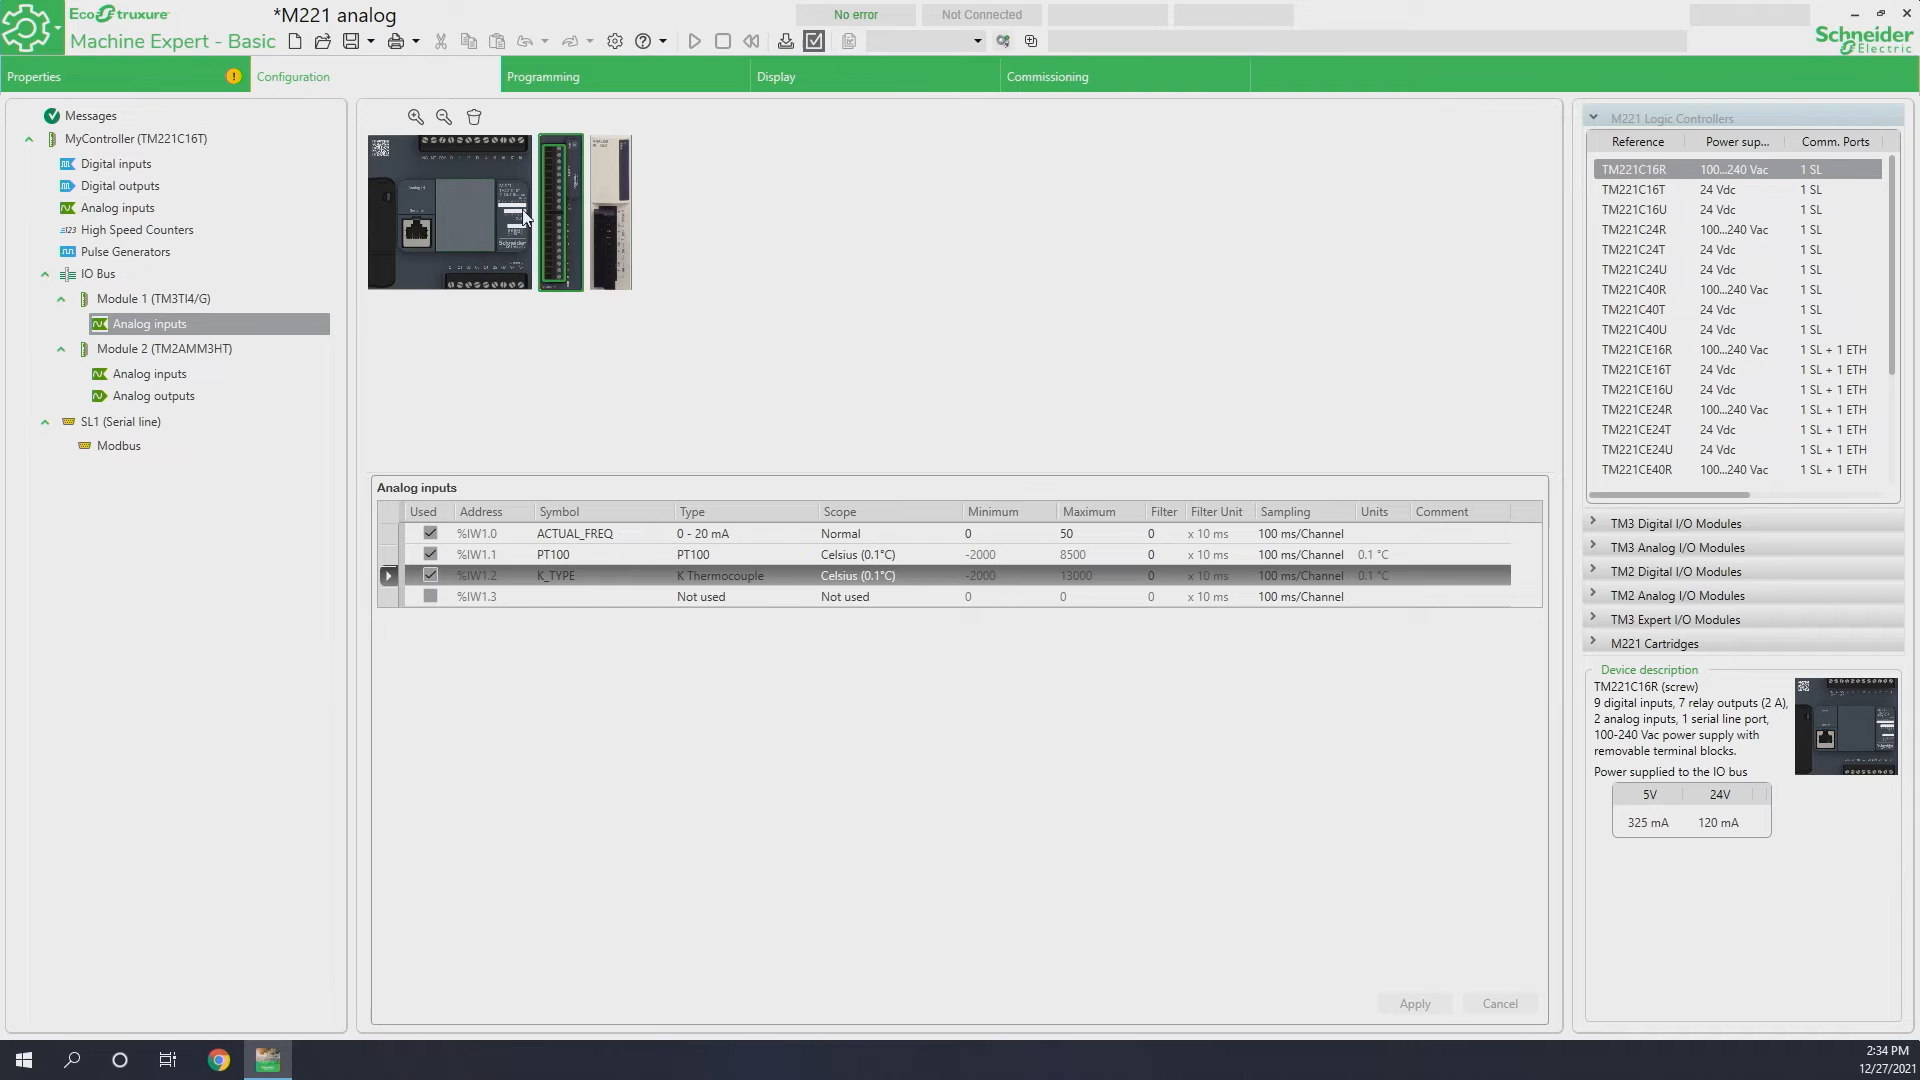 EcoStruxure
Machine Expert - Basic
*M221 analog
No error
Not Connected
Schneider
Electric
Properties
Configuration
Programming
Display
Commissioning
Messages
MyController (TM221C16T)
Digital inputs
Digital outputs
Analog inputs
High Speed Counters
Pulse Generators
IO Bus
Module 1 (TM3TI4/G)
Analog inputs
Module 2 (TM2AMM3HT)
Analog inputs
Analog outputs
SL1 (Serial line)
Modbus
Analog inputs
Used Address Symbol Type Scope Minimum Maximum Filter Filter Unit Sampling Units Comment
%IW1.0 ACTUAL_FREQ 0 - 20 mA Normal 0 50 0 x 10 ms 100 ms/Channel
%IW1.1 PT100 PT100 Celsius (0.1°C) -2000 8500 0 x 10 ms 100 ms/Channel 0.1 °C
%IW1.2 K_TYPE K Thermocouple Celsius (0.1°C) -2000 13000 0 x 10 ms 100 ms/Channel 0.1 °C
%IW1.3 Not used Not used 0 0 0 x 10 ms 100 ms/Channel
Apply Cancel
M221 Logic Controllers
Reference Power sup... Comm. Ports
TM221C16R 100...240 Vac 1 SL
TM221C16T 24 Vdc 1 SL
TM221C16U 24 Vdc 1 SL
TM221C24R 100...240 Vac 1 SL
TM221C24T 24 Vdc 1 SL
TM221C24U 24 Vdc 1 SL
TM221C40R 100...240 Vac 1 SL
TM221C40T 24 Vdc 1 SL
TM221C40U 24 Vdc 1 SL
TM221CE16R 100...240 Vac 1 SL + 1 ETH
TM221CE16T 24 Vdc 1 SL + 1 ETH
TM221CE16U 24 Vdc 1 SL + 1 ETH
TM221CE24R 100...240 Vac 1 SL + 1 ETH
TM221CE24T 24 Vdc 1 SL + 1 ETH
TM221CE24U 24 Vdc 1 SL + 1 ETH
TM221CE40R 100...240 Vac 1 SL + 1 ETH
TM3 Digital I/O Modules
TM3 Analog I/O Modules
TM2 Digital I/O Modules
TM2 Analog I/O Modules
TM3 Expert I/O Modules
M221 Cartridges
Device description
TM221C16R (screw)
9 digital inputs, 7 relay outputs (2 A),
2 analog inputs, 1 serial line port,
100-240 Vac power supply with
removable terminal blocks.
Power supplied to the IO bus
5V 24V
325 mA 120 mA
2:34 PM
12/27/2021